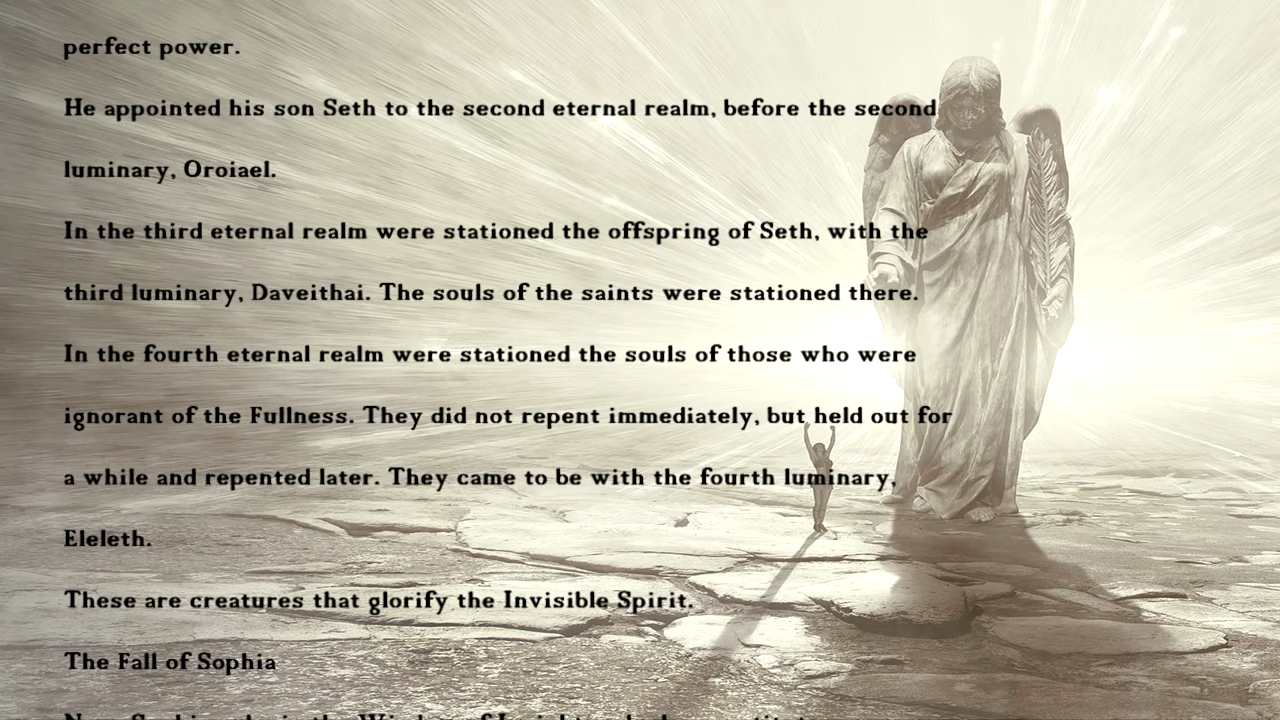 perfect power.
He appointed his son Seth to the second eternal realm, before the second
luminary, Oroiael.
In the third eternal realm were stationed the offspring of Seth, with the
third luminary, Daveithai. The souls of the saints were stationed there.
In the fourth eternal realm were stationed the souls of those who were
ignorant of the Fullness. They did not repent immediately, but held out for
a while and repented later. They came to be with the fourth luminary,
Eleleth.
These are creatures that glorify the Invisible Spirit.
The Fall of Sophia